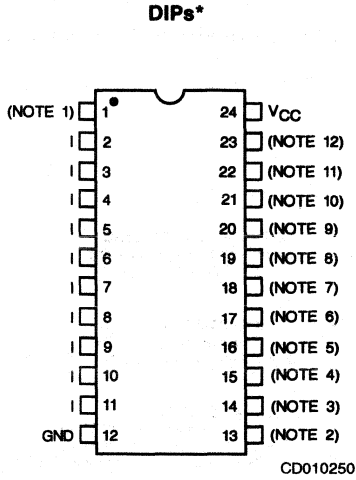 DIPs*
(NOTE 1) 1 24 VCC
I 2 23 (NOTE 12)
I 3 22 (NOTE 11)
I 4 21 (NOTE 10)
I 5 20 (NOTE 9)
I 6 19 (NOTE 8)
I 7 18 (NOTE 7)
I 8 17 (NOTE 6)
I 9 16 (NOTE 5)
I 10 15 (NOTE 4)
I 11 14 (NOTE 3)
GND 12 13 (NOTE 2)
CD010250